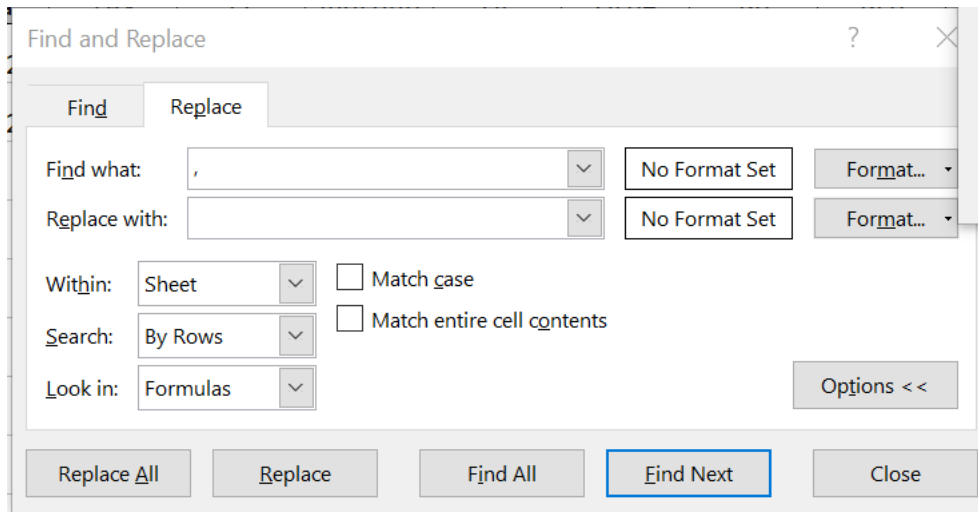 Find and Replace ?
Find Replace
Find what: , No Format Set Format...
Replace with: No Format Set Format...
Within: Sheet Match case
Match entire cell contents
Search: By Rows
Look in: Formulas Options <<
Replace All Replace Find All Find Next Close